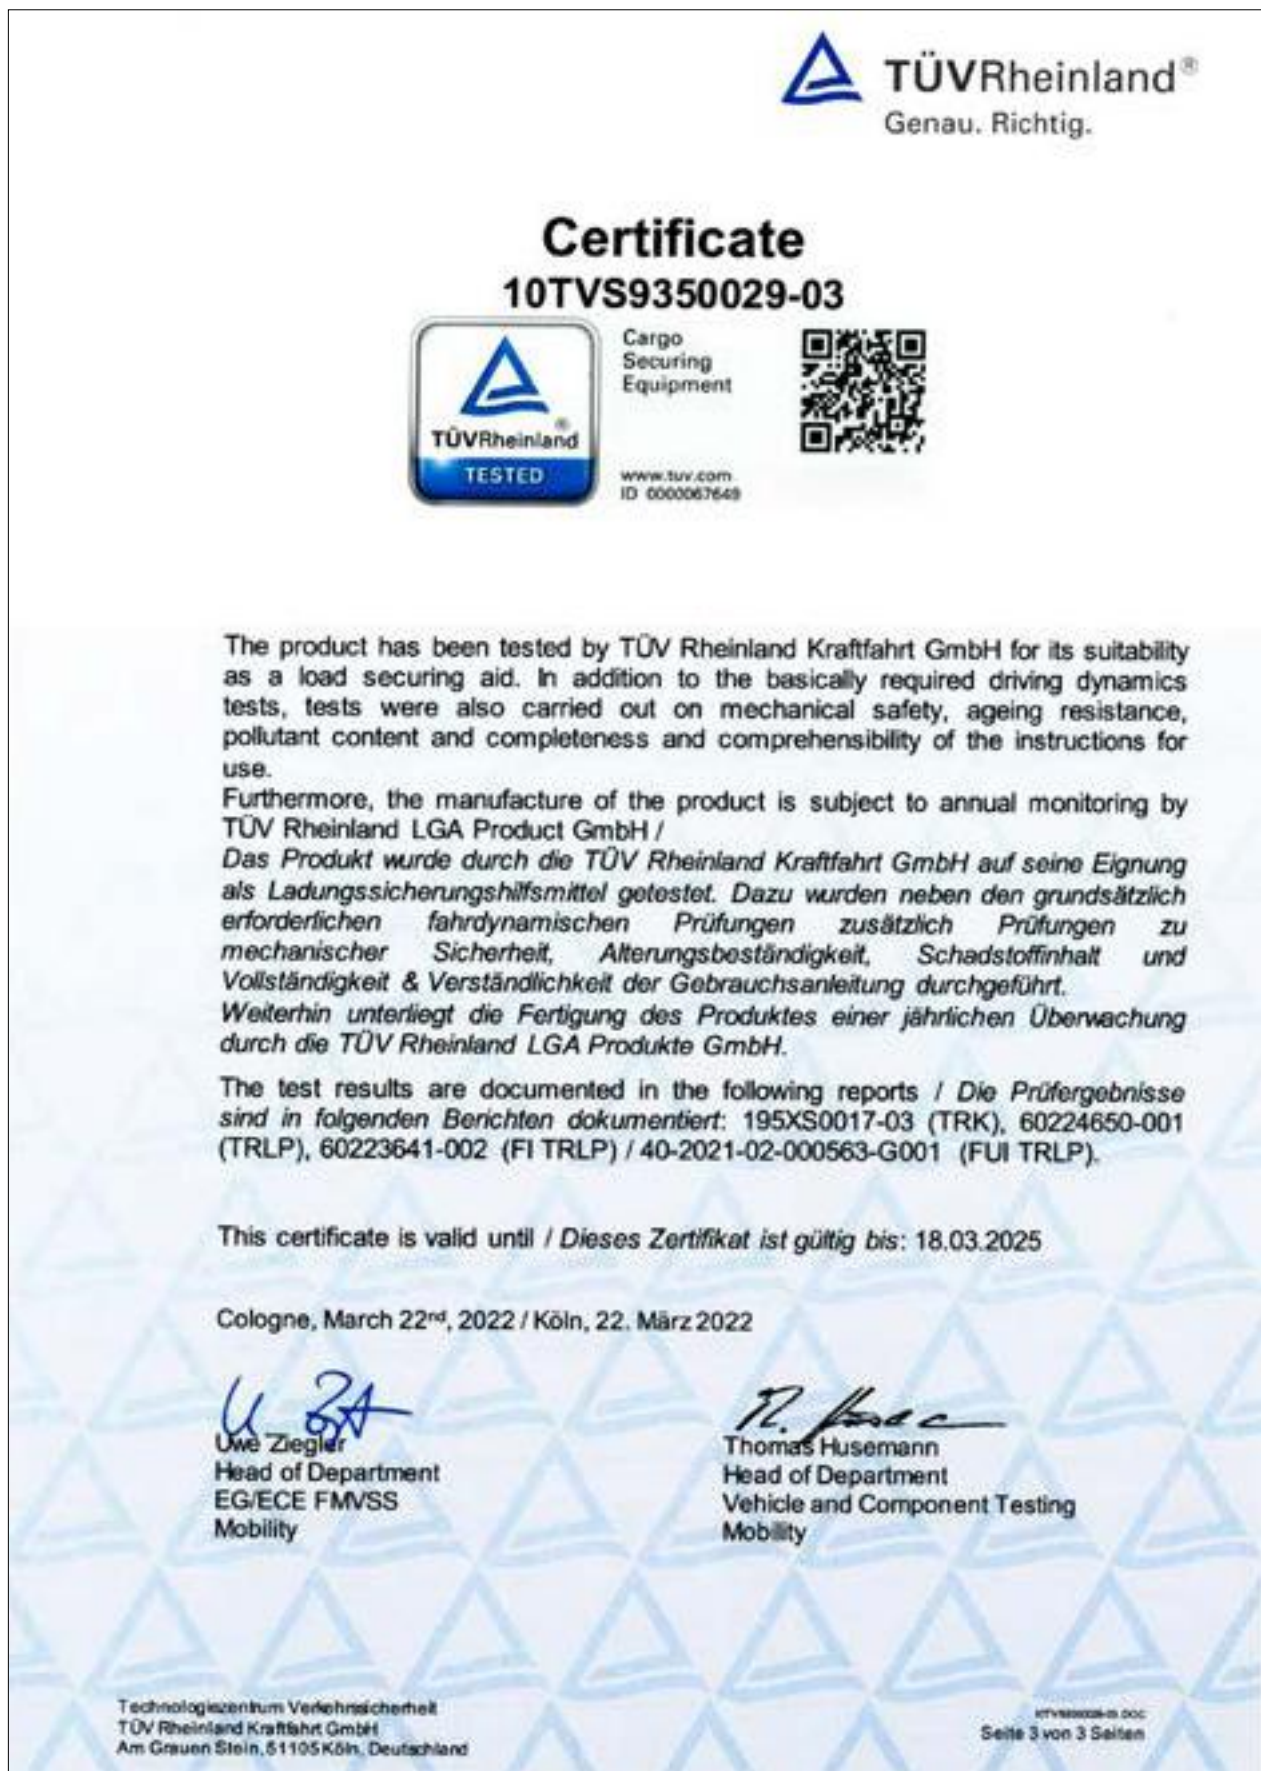 TÜVRheinland®
Genau. Richtig.
Certificate
10TVS9350029-03
TÜVRheinland®
TESTED
Cargo
Securing
Equipment
www.tuv.com
ID 0000067649
The product has been tested by TÜV Rheinland Kraftfahrt GmbH for its suitability
as a load securing aid. In addition to the basically required driving dynamics
tests, tests were also carried out on mechanical safety, ageing resistance,
pollutant content and completeness and comprehensibility of the instructions for
use.
Furthermore, the manufacture of the product is subject to annual monitoring by
TÜV Rheinland LGA Product GmbH /
Das Produkt wurde durch die TÜV Rheinland Kraftfahrt GmbH auf seine Eignung
als Ladungssicherungshilfsmittel getestet. Dazu wurden neben den grundsätzlich
erforderlichen fahrdynamischen Prüfungen zusätzlich Prüfungen zu
mechanischer Sicherheit, Alterungsbeständigkeit, Schadstoffinhalt und
Vollständigkeit & Verständlichkeit der Gebrauchsanleitung durchgeführt.
Weiterhin unterliegt die Fertigung des Produktes einer jährlichen Überwachung
durch die TÜV Rheinland LGA Produkte GmbH.
The test results are documented in the following reports / Die Prüfergebnisse
sind in folgenden Berichten dokumentiert: 195XS0017-03 (TRK), 60224650-001
(TRLP), 60223641-002 (FI TRLP) / 40-2021-02-000563-G001 (FUI TRLP).
This certificate is valid until / Dieses Zertifikat ist gültig bis: 18.03.2025
Cologne, March 22nd, 2022 / Köln, 22. März 2022
Uwe Ziegler
Head of Department
EG/ECE FMVSS
Mobility
Thomas Husemann
Head of Department
Vehicle and Component Testing
Mobility
Technologiezentrum Verkehrssicherheit
TÜV Rheinland Kraftfahrt GmbH
Am Grauen Stein, 51105 Köln, Deutschland
Seite 3 von 3 Seiten